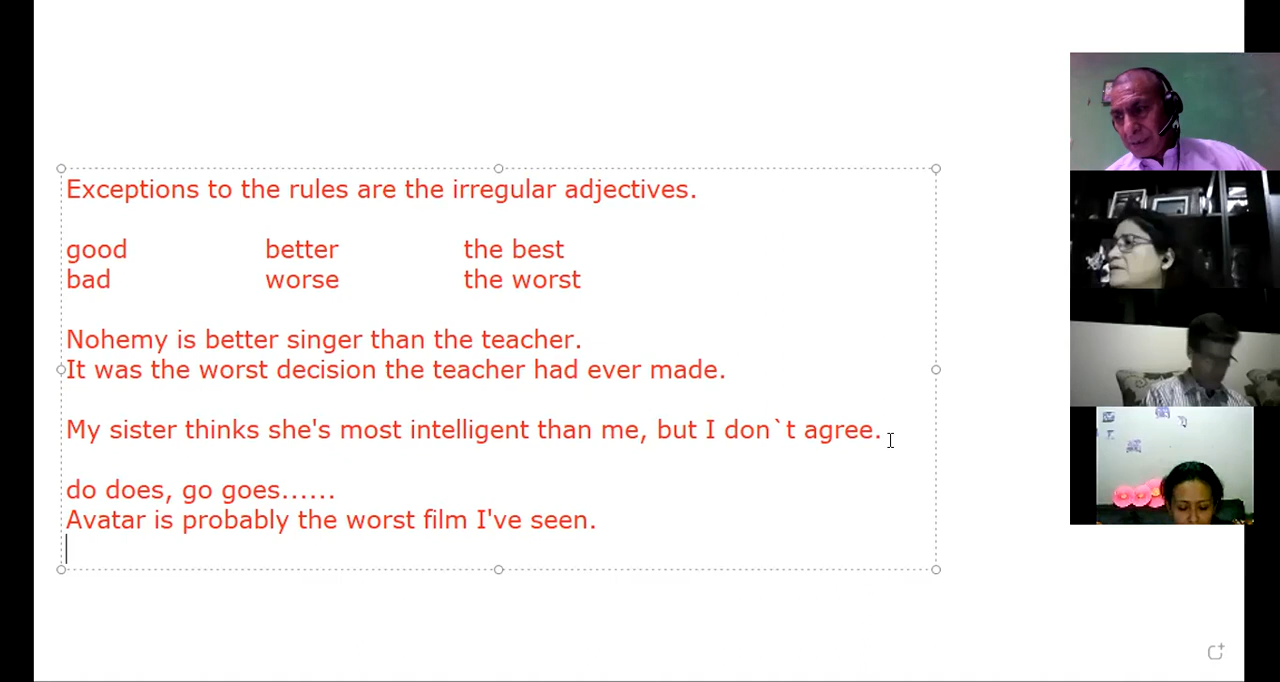 Exceptions to the rules are the irregular adjectives.
good better the best
bad worse the worst
Nohemy is better singer than the teacher.
It was the worst decision the teacher had ever made.
My sister thinks she's most intelligent than me, but I don`t agree.
do does, go goes......
Avatar is probably the worst film I've seen.